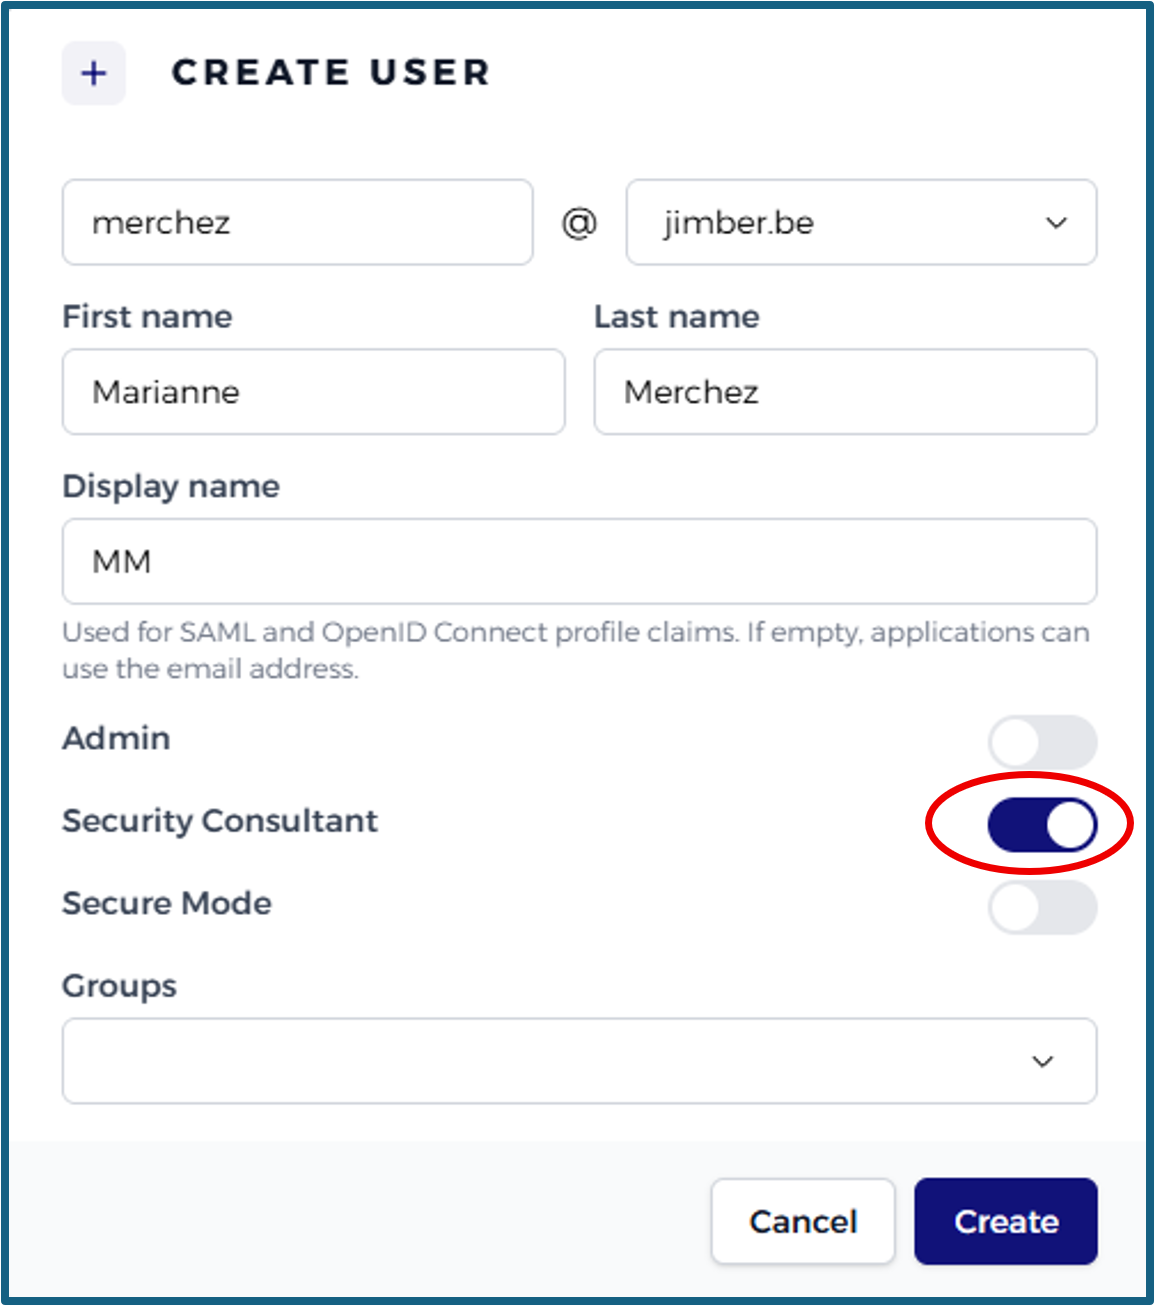 + CREATE USER
merchez @ jimber.be
First name Last name
Marianne Merchez
Display name
MM
Used for SAML and OpenID Connect profile claims. If empty, applications can
use the email address.
Admin
Security Consultant
Secure Mode
Groups
Cancel Create